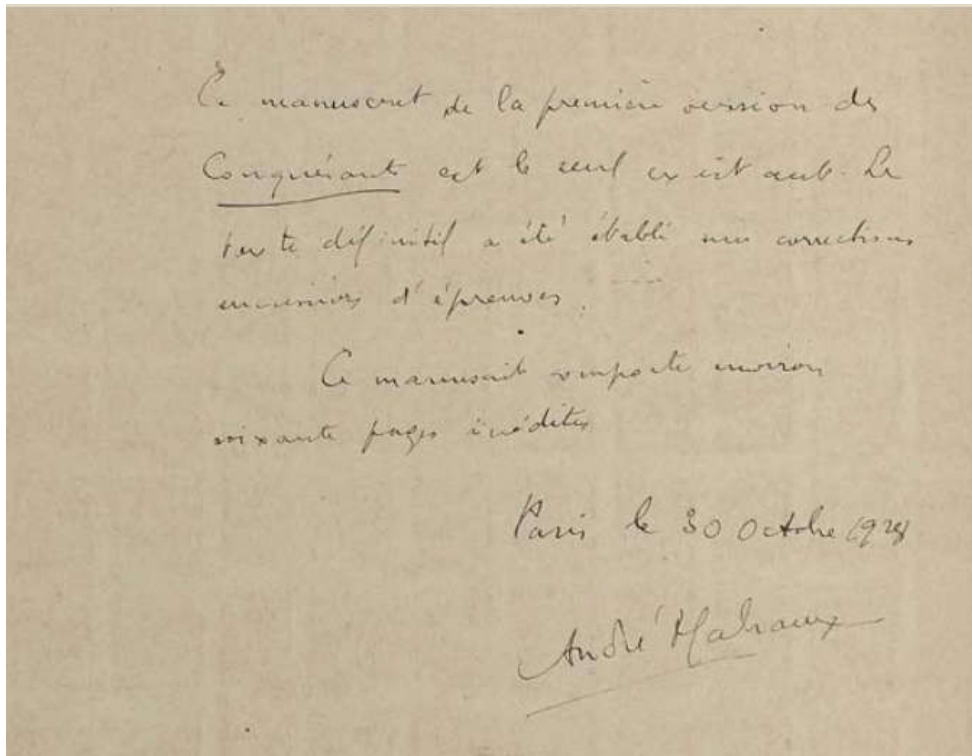 Ce manuscrit de la première version des
Conquérants est le seul existant. Le
texte définitif a été établi sur corrections
successives d'épreuves.
Ce manuscrit comporte environ
soixante pages inédites
Paris le 30 Octobre 1928
André Malraux